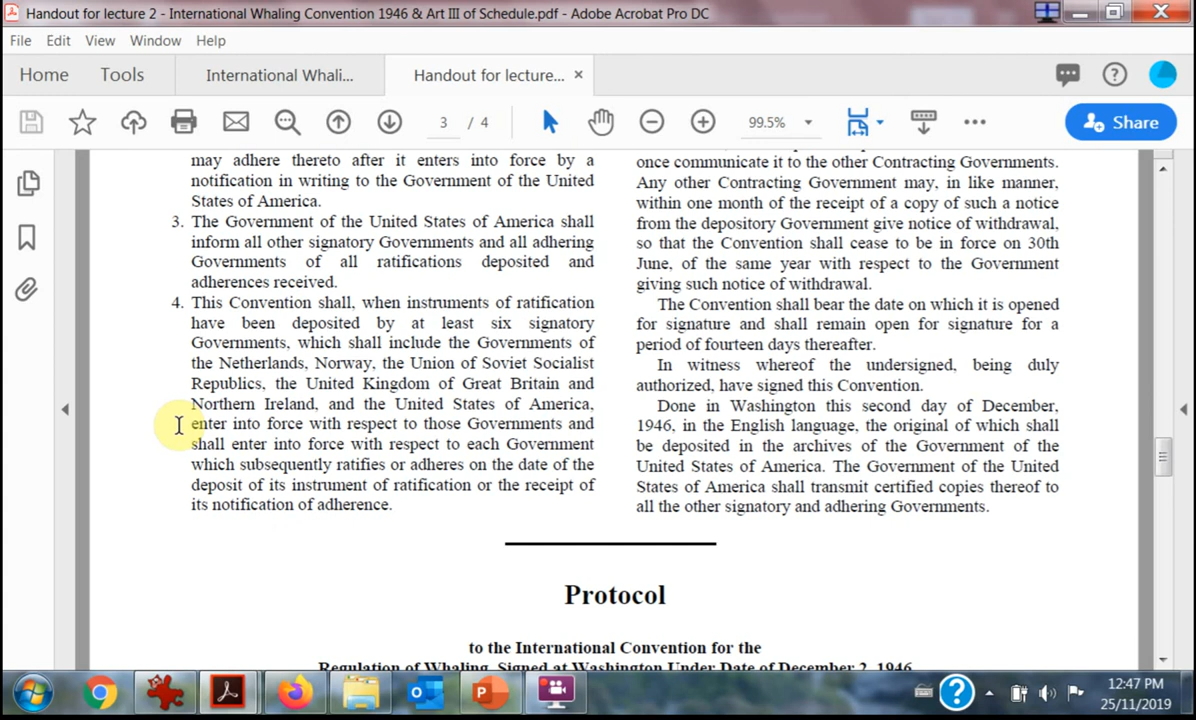 Handout for lecture 2 - International Whaling Convention 1946 & Art III of Schedule.pdf - Adobe Acrobat Pro DC
File Edit View Window Help
Home Tools International Whali... Handout for lecture... ×
3 / 4 99.5% Share
may adhere thereto after it enters into force by a
notification in writing to the Government of the United
States of America.
3. The Government of the United States of America shall
inform all other signatory Governments and all adhering
Governments of all ratifications deposited and
adherences received.
4. This Convention shall, when instruments of ratification
have been deposited by at least six signatory
Governments, which shall include the Governments of
the Netherlands, Norway, the Union of Soviet Socialist
Republics, the United Kingdom of Great Britain and
Northern Ireland, and the United States of America,
enter into force with respect to those Governments and
shall enter into force with respect to each Government
which subsequently ratifies or adheres on the date of the
deposit of its instrument of ratification or the receipt of
its notification of adherence.
once communicate it to the other Contracting Governments.
Any other Contracting Government may, in like manner,
within one month of the receipt of a copy of such a notice
from the depository Government give notice of withdrawal,
so that the Convention shall cease to be in force on 30th
June, of the same year with respect to the Government
giving such notice of withdrawal.
The Convention shall bear the date on which it is opened
for signature and shall remain open for signature for a
period of fourteen days thereafter.
In witness whereof the undersigned, being duly
authorized, have signed this Convention.
Done in Washington this second day of December,
1946, in the English language, the original of which shall
be deposited in the archives of the Government of the
United States of America. The Government of the United
States of America shall transmit certified copies thereof to
all the other signatory and adhering Governments.
Protocol
to the International Convention for the
Regulation of Whaling, Signed at Washington Under Date of December 2, 1946
12:47 PM
25/11/2019